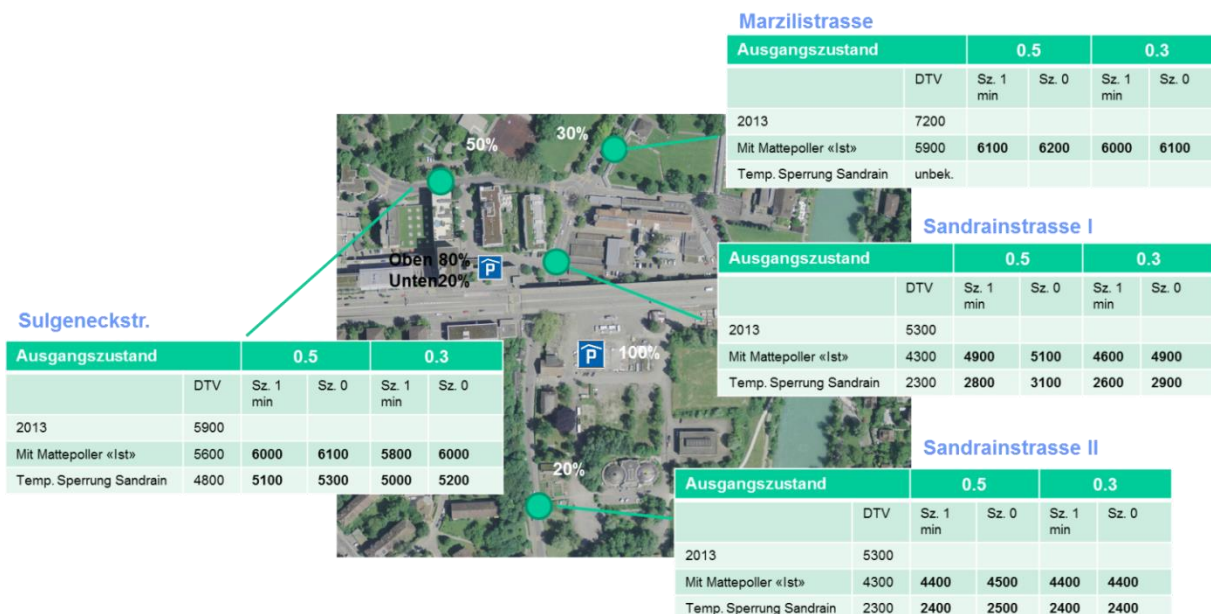 Marzilistrasse
Ausgangszustand 0.5 0.3
DTV Sz. 1 min Sz. 0 Sz. 1 min Sz. 0
2013 7200
Mit Mattepoller «Ist» 5900 6100 6200 6000 6100
Temp. Sperrung Sandrain unbek.
50%
30%
Oben 80%
Unten20%
P
P
100%
20%
Sandrainstrasse I
Ausgangszustand 0.5 0.3
DTV Sz. 1 min Sz. 0 Sz. 1 min Sz. 0
2013 5300
Mit Mattepoller «Ist» 4300 4900 5100 4600 4900
Temp. Sperrung Sandrain 2300 2800 3100 2600 2900
Sulgeneckstr.
Ausgangszustand 0.5 0.3
DTV Sz. 1 min Sz. 0 Sz. 1 min Sz. 0
2013 5900
Mit Mattepoller «Ist» 5600 6000 6100 5800 6000
Temp. Sperrung Sandrain 4800 5100 5300 5000 5200
Sandrainstrasse II
Ausgangszustand 0.5 0.3
DTV Sz. 1 min Sz. 0 Sz. 1 min Sz. 0
2013 5300
Mit Mattepoller «Ist» 4300 4400 4500 4400 4400
Temp. Sperrung Sandrain 2300 2400 2500 2400 2400